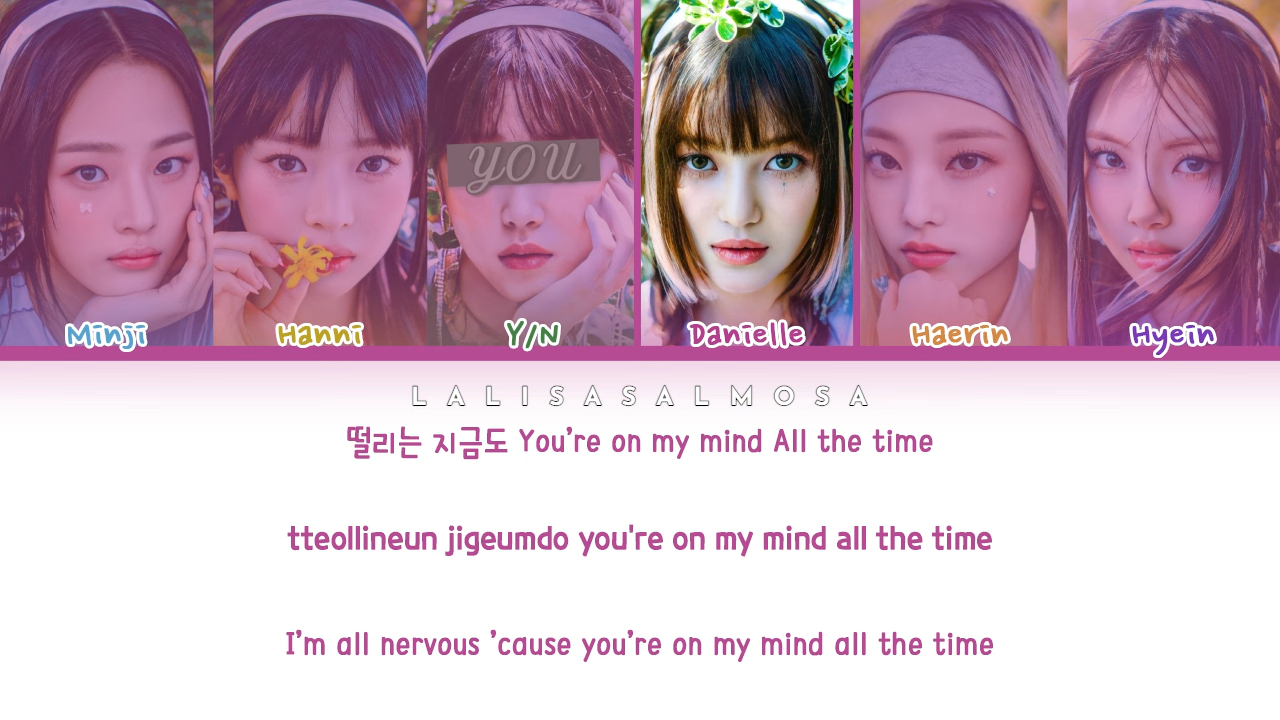 you
Minji Hanni Y/N Danielle Haerin Hyein
LALISASALMOSA
떨리는 지금도 You’re on my mind All the time
tteollineun jigeumdo you're on my mind all the time
I’m all nervous ’cause you’re on my mind all the time